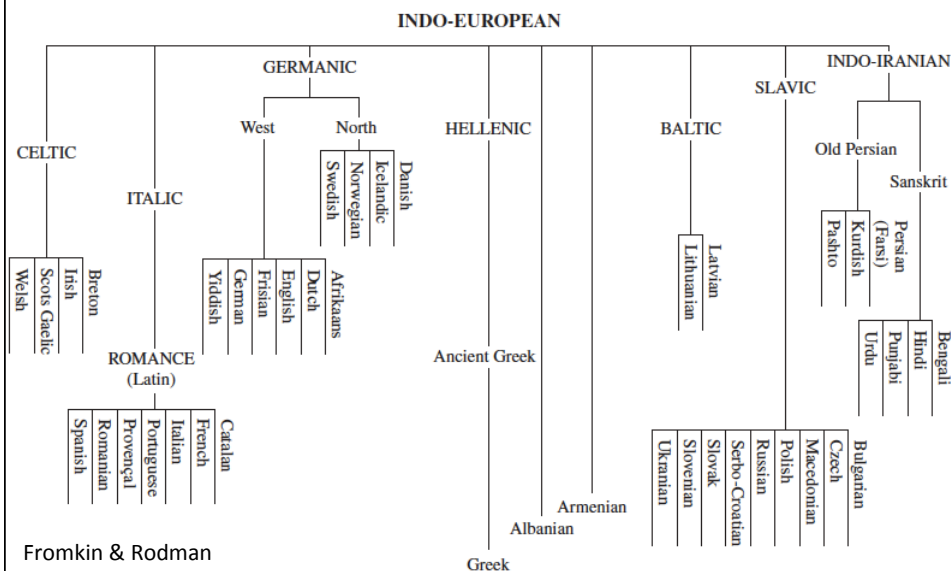 INDO-EUROPEAN
CELTIC
Breton
Irish
Scots Gaelic
Welsh
ITALIC
ROMANCE
(Latin)
Catalan
French
Italian
Portuguese
Provençal
Romanian
Spanish
GERMANIC
West
Afrikaans
Dutch
English
Frisian
German
Yiddish
North
Danish
Icelandic
Norwegian
Swedish
HELLENIC
Ancient Greek
Greek
Albanian
Armenian
BALTIC
Latvian
Lithuanian
SLAVIC
Bulgarian
Czech
Macedonian
Polish
Russian
Serbo-Croatian
Slovak
Slovenian
Ukranian
INDO-IRANIAN
Old Persian
Persian
(Farsi)
Kurdish
Pashto
Sanskrit
Bengali
Hindi
Punjabi
Urdu
Fromkin & Rodman